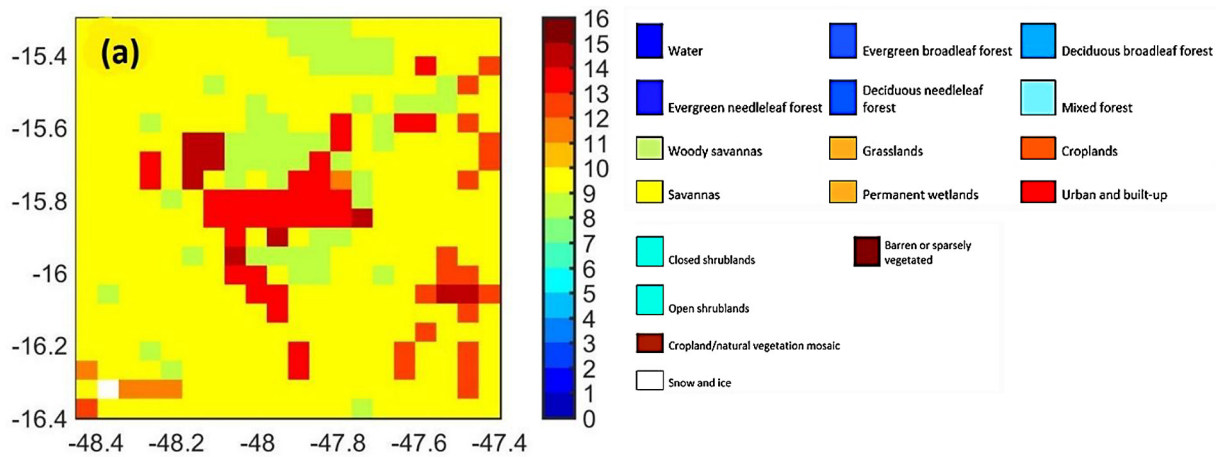 (a)
-15.4
-15.6
-15.8
-16
-16.2
-16.4
-48.4
-48.2
-48
-47.8
-47.6
-47.4
16
15
14
13
12
11
10
9
8
7
6
5
4
3
2
1
0
Water
Evergreen broadleaf forest
Deciduous broadleaf forest
Evergreen needleleaf forest
Deciduous needleleaf
forest
Mixed forest
Woody savannas
Grasslands
Croplands
Savannas
Permanent wetlands
Urban and built-up
Closed shrublands
Barren or sparsely
vegetated
Open shrublands
Cropland/natural vegetation mosaic
Snow and ice